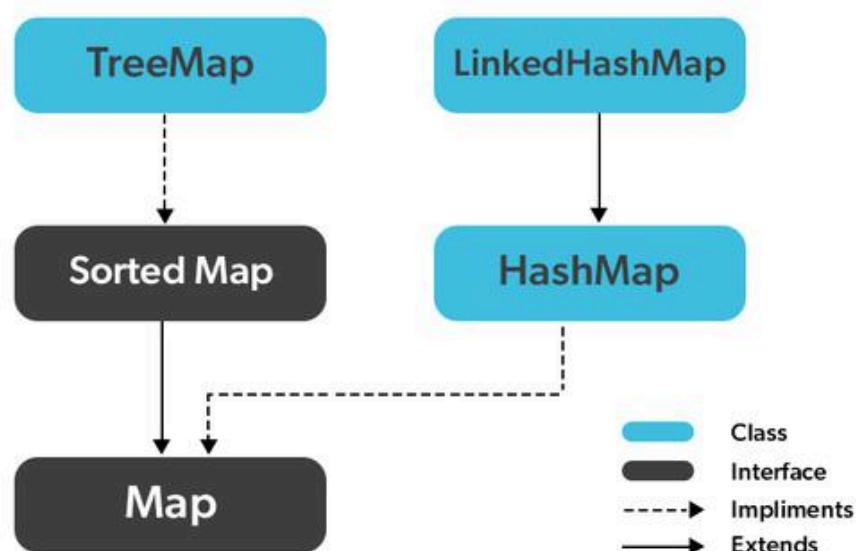 TreeMap
LinkedHashMap
Sorted Map
HashMap
Map
Class
Interface
Impliments
Extends